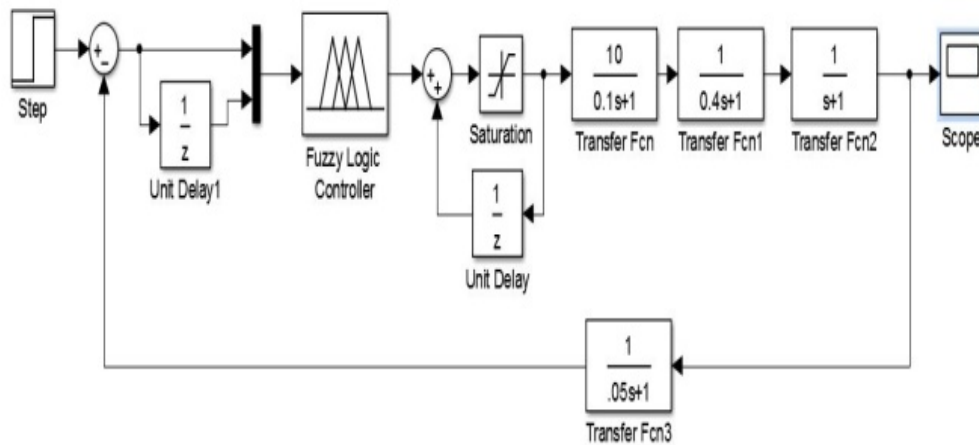 Step
+
-
1
z
Unit Delay1
Fuzzy Logic
Controller
+
+
Saturation
1
z
Unit Delay
10
0.1s+1
Transfer Fcn
1
0.4s+1
Transfer Fcn1
1
s+1
Transfer Fcn2
Scope
1
.05s+1
Transfer Fcn3